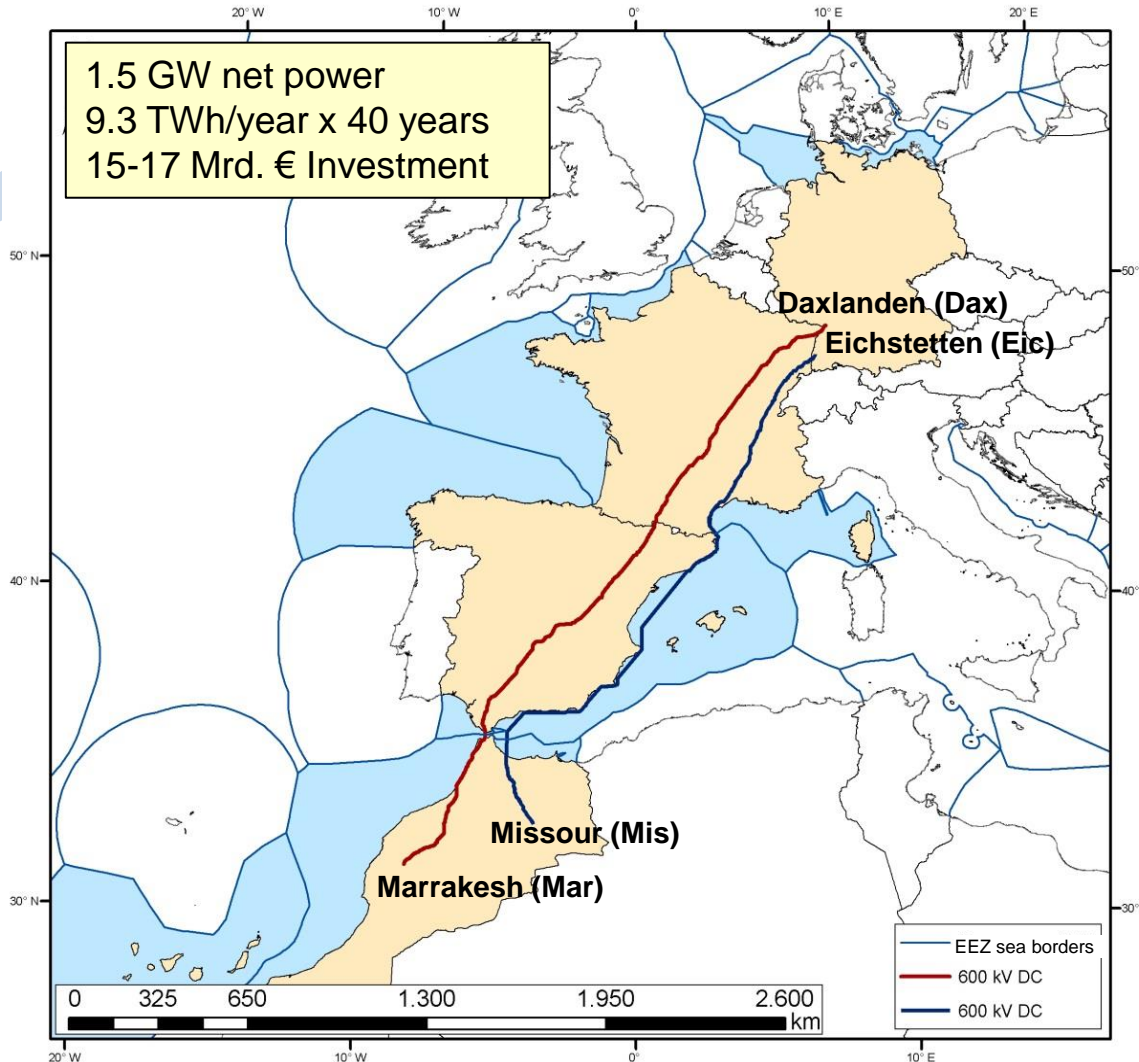 20° W
10° W
0°
10° E
20° E
1.5 GW net power
9.3 TWh/year x 40 years
15-17 Mrd. € Investment
50° N
50°
Daxlanden (Dax)
Eichstetten (Eic)
40° N
40°
Missour (Mis)
Marrakesh (Mar)
30° N
30°
EEZ sea borders
600 kV DC
600 kV DC
0 325 650 1.300 1.950 2.600
km
20° W
10° W
0°
10° E
20° E